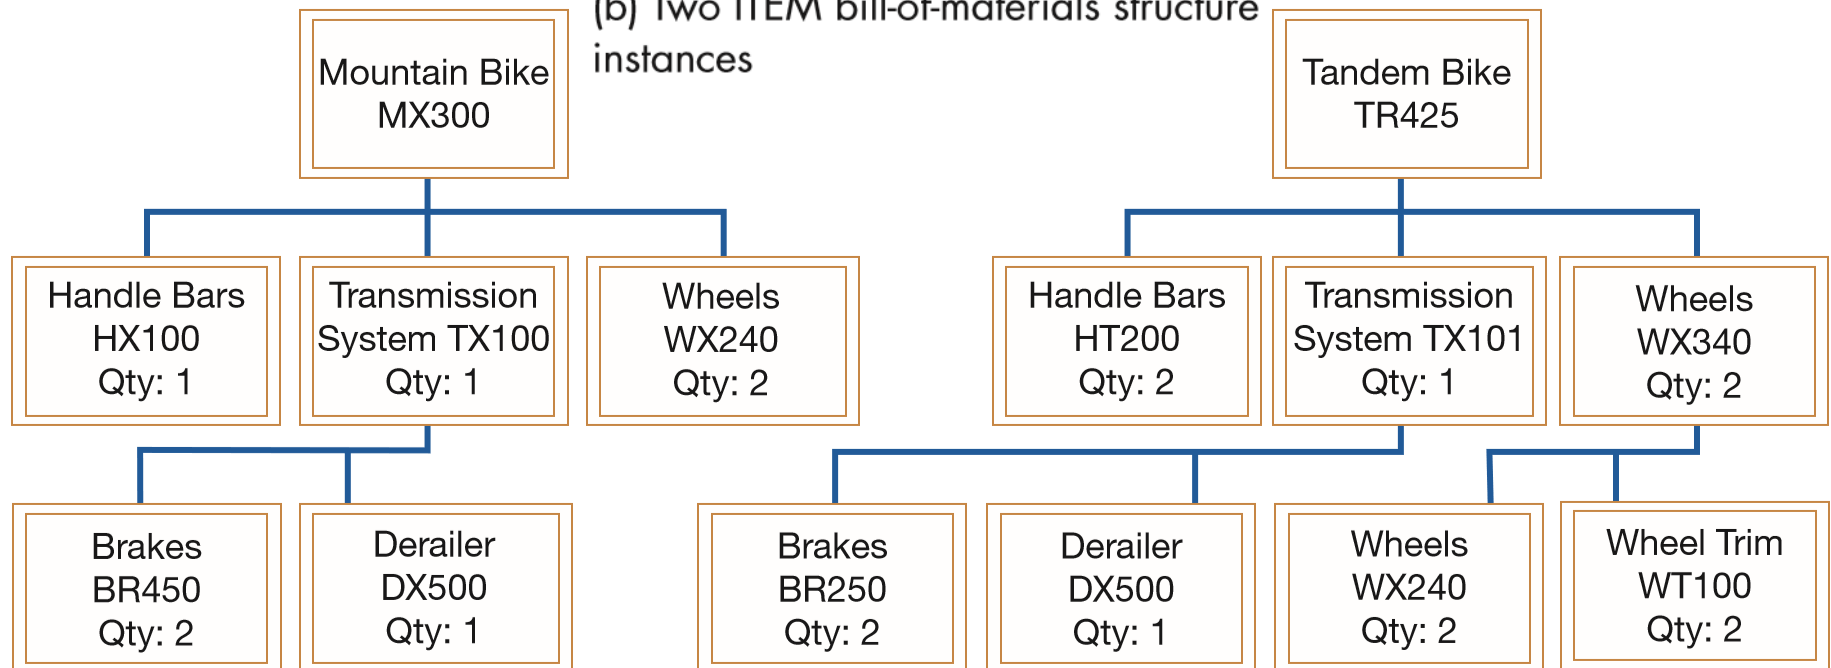 (b) Two ITEM bill-of-materials structure
instances
Mountain Bike
MX300
Tandem Bike
TR425
Handle Bars
HX100
Qty: 1
Transmission
System TX100
Qty: 1
Wheels
WX240
Qty: 2
Handle Bars
HT200
Qty: 2
Transmission
System TX101
Qty: 1
Wheels
WX340
Qty: 2
Brakes
BR450
Qty: 2
Derailer
DX500
Qty: 1
Brakes
BR250
Qty: 2
Derailer
DX500
Qty: 1
Wheels
WX240
Qty: 2
Wheel Trim
WT100
Qty: 2